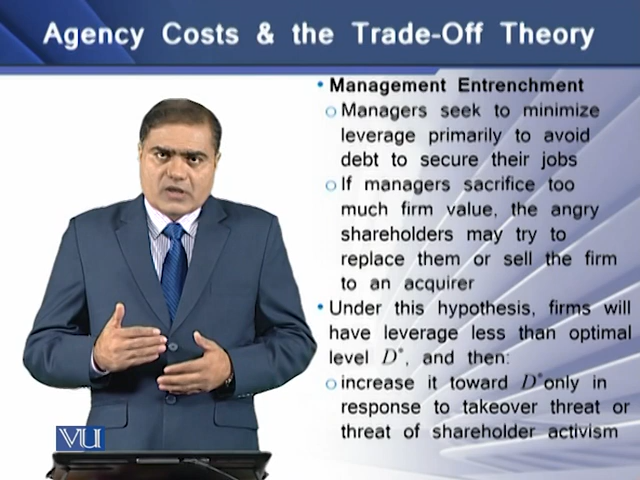 Agency Costs & the Trade-Off Theory
• Management Entrenchment
o Managers seek to minimize
leverage primarily to avoid
debt to secure their jobs
o If managers sacrifice too
much firm value, the angry
shareholders may try to
replace them or sell the firm
to an acquirer
• Under this hypothesis, firms will
have leverage less than optimal
level D*, and then:
o increase it toward D*only in
response to takeover threat or
threat of shareholder activism
VU